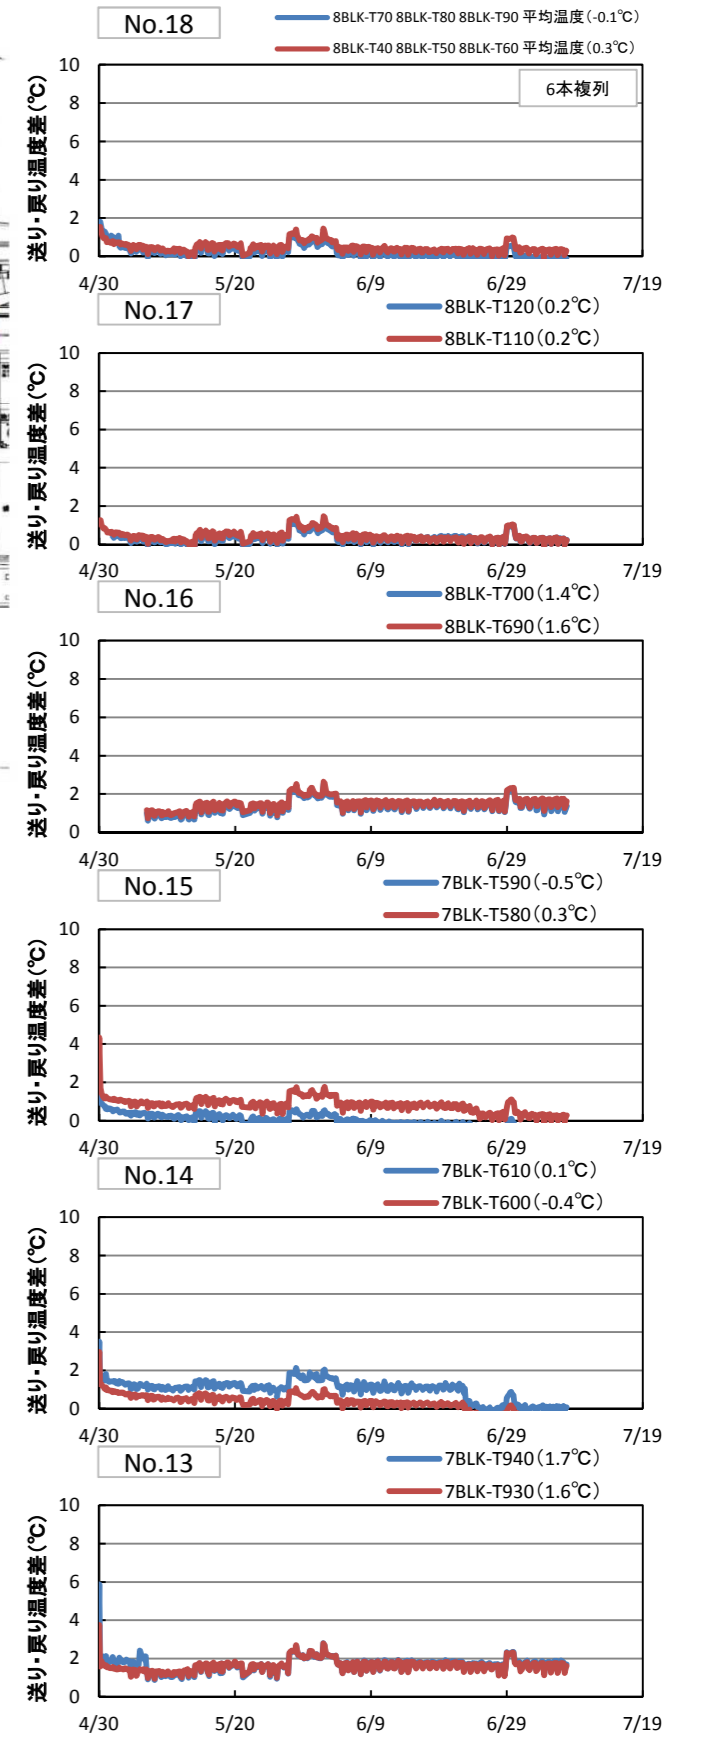 No.18
8BLK-T70 8BLK-T80 8BLK-T90 平均温度(-0.1℃)
8BLK-T40 8BLK-T50 8BLK-T60 平均温度(0.3℃)
6本複列
送り・戻り温度差(℃)
10
8
6
4
2
0
4/30 5/20 6/9 6/29 7/19
No.17
8BLK-T120(0.2℃)
8BLK-T110(0.2℃)
送り・戻り温度差(℃)
10
8
6
4
2
0
4/30 5/20 6/9 6/29 7/19
No.16
8BLK-T700(1.4℃)
8BLK-T690(1.6℃)
送り・戻り温度差(℃)
10
8
6
4
2
0
4/30 5/20 6/9 6/29 7/19
No.15
7BLK-T590(-0.5℃)
7BLK-T580(0.3℃)
送り・戻り温度差(℃)
10
8
6
4
2
0
4/30 5/20 6/9 6/29 7/19
No.14
7BLK-T610(0.1℃)
7BLK-T600(-0.4℃)
送り・戻り温度差(℃)
10
8
6
4
2
0
4/30 5/20 6/9 6/29 7/19
No.13
7BLK-T940(1.7℃)
7BLK-T930(1.6℃)
送り・戻り温度差(℃)
10
8
6
4
2
0
4/30 5/20 6/9 6/29 7/19